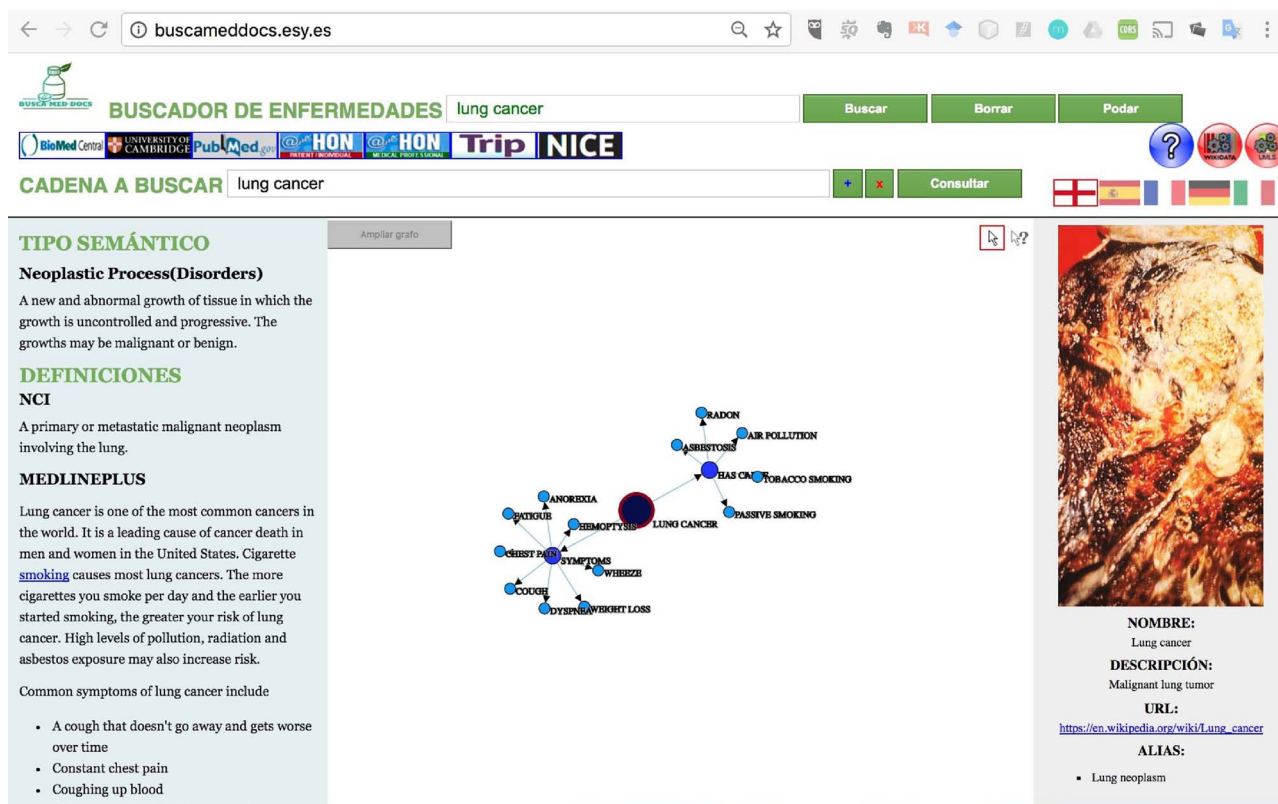 buscameddocs.esy.es
BUSCA MED DOCS
BUSCADOR DE ENFERMEDADES
lung cancer
Buscar
Borrar
Podar
BioMed Central
UNIVERSITY OF CAMBRIDGE
PubMed.gov
HON
PATIENT / INDIVIDUAL
HON
MEDICAL PROFESSIONAL
Trip
NICE
?
WIKIDATA
UMLS
CADENA A BUSCAR
lung cancer
+
x
Consultar
TIPO SEMÁNTICO
Neoplastic Process(Disorders)
A new and abnormal growth of tissue in which the
growth is uncontrolled and progressive. The
growths may be malignant or benign.
DEFINICIONES
NCI
A primary or metastatic malignant neoplasm
involving the lung.
MEDLINEPLUS
Lung cancer is one of the most common cancers in
the world. It is a leading cause of cancer death in
men and women in the United States. Cigarette
smoking causes most lung cancers. The more
cigarettes you smoke per day and the earlier you
started smoking, the greater your risk of lung
cancer. High levels of pollution, radiation and
asbestos exposure may also increase risk.
Common symptoms of lung cancer include
• A cough that doesn't go away and gets worse
over time
• Constant chest pain
• Coughing up blood
Ampliar grafo
RADON
AIR POLLUTION
ASBESTOSIS
HAS CAUSE
TOBACCO SMOKING
PASSIVE SMOKING
LUNG CANCER
ANOREXIA
FATIGUE
HEMOPTYSIS
CHEST PAIN
SYMPTOMS
WHEEZE
COUGH
DYSPNEA
WEIGHT LOSS
NOMBRE:
Lung cancer
DESCRIPCIÓN:
Malignant lung tumor
URL:
https://en.wikipedia.org/wiki/Lung_cancer
ALIAS:
Lung neoplasm